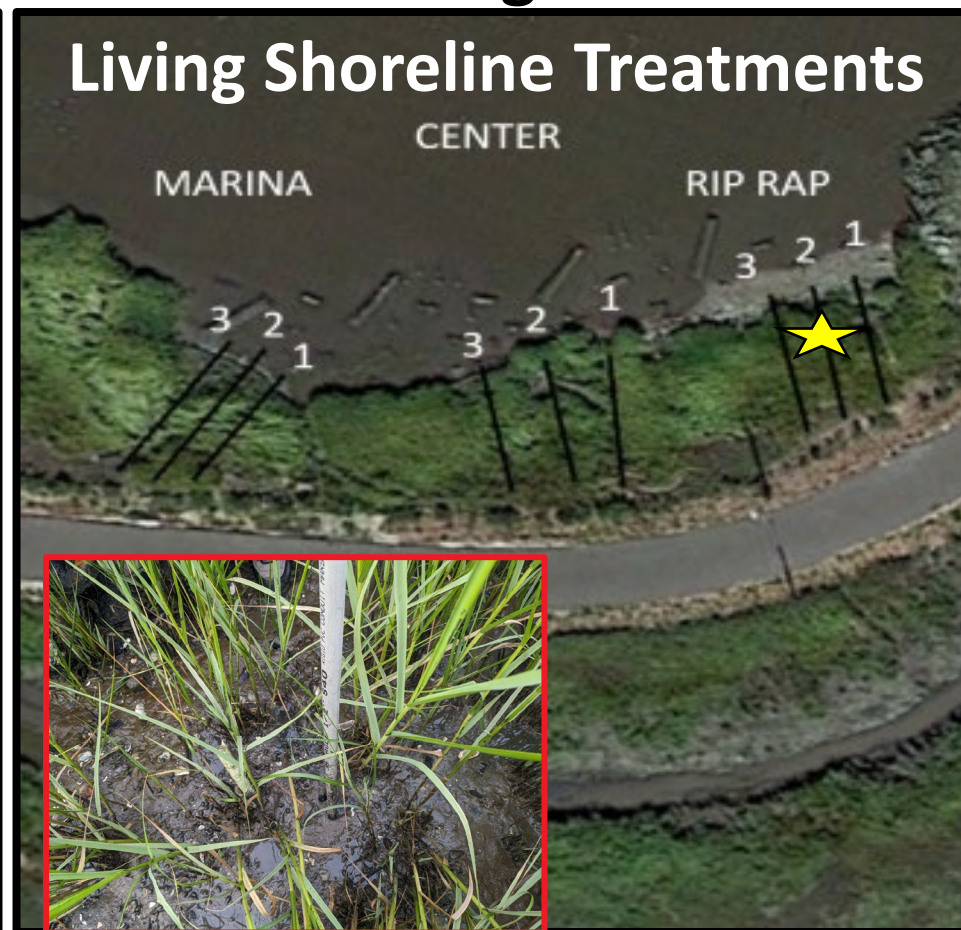 Living Shoreline Treatments
CENTER
MARINA
RIP RAP
3 2 1
3 2 1
3 2 1